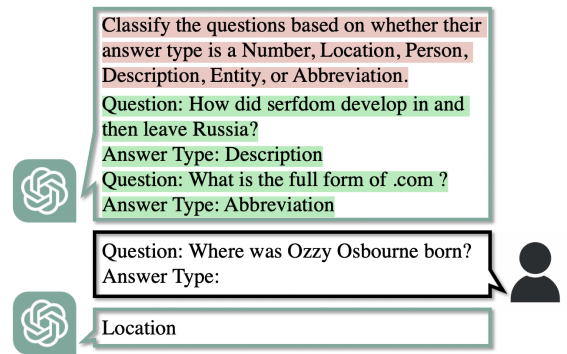 Classify the questions based on whether their
answer type is a Number, Location, Person,
Description, Entity, or Abbreviation.
Question: How did serfdom develop in and
then leave Russia?
Answer Type: Description
Question: What is the full form of .com ?
Answer Type: Abbreviation
Question: Where was Ozzy Osbourne born?
Answer Type:
Location